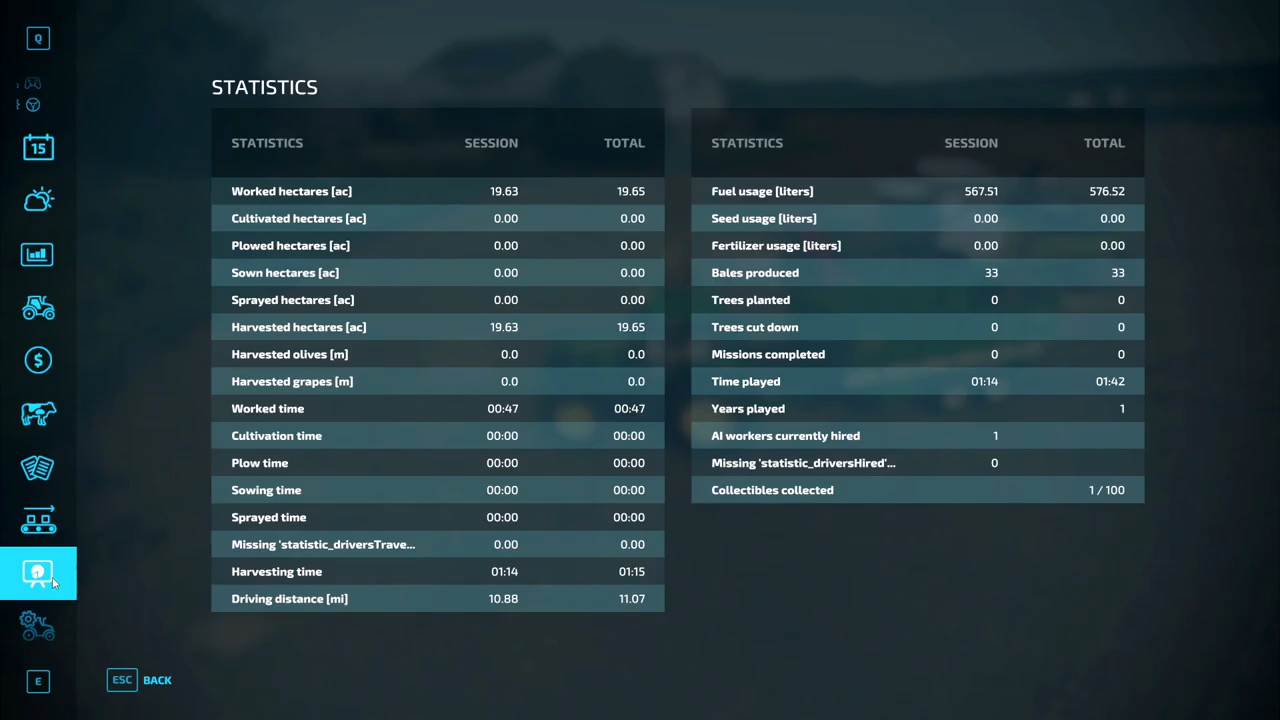 Q
15
STATISTICS
STATISTICS SESSION TOTAL
Worked hectares [ac] 19.63 19.65
Cultivated hectares [ac] 0.00 0.00
Plowed hectares [ac] 0.00 0.00
Sown hectares [ac] 0.00 0.00
Sprayed hectares [ac] 0.00 0.00
Harvested hectares [ac] 19.63 19.65
Harvested olives [m] 0.0 0.0
Harvested grapes [m] 0.0 0.0
Worked time 00:47 00:47
Cultivation time 00:00 00:00
Plow time 00:00 00:00
Sowing time 00:00 00:00
Sprayed time 00:00 00:00
Missing 'statistic_driversTrave... 0.00 0.00
Harvesting time 01:14 01:15
Driving distance [mi] 10.88 11.07
STATISTICS SESSION TOTAL
Fuel usage [liters] 567.51 576.52
Seed usage [liters] 0.00 0.00
Fertilizer usage [liters] 0.00 0.00
Bales produced 33 33
Trees planted 0 0
Trees cut down 0 0
Missions completed 0 0
Time played 01:14 01:42
Years played 1
AI workers currently hired 1
Missing 'statistic_driversHired'... 0
Collectibles collected 1 / 100
$
E
ESC BACK